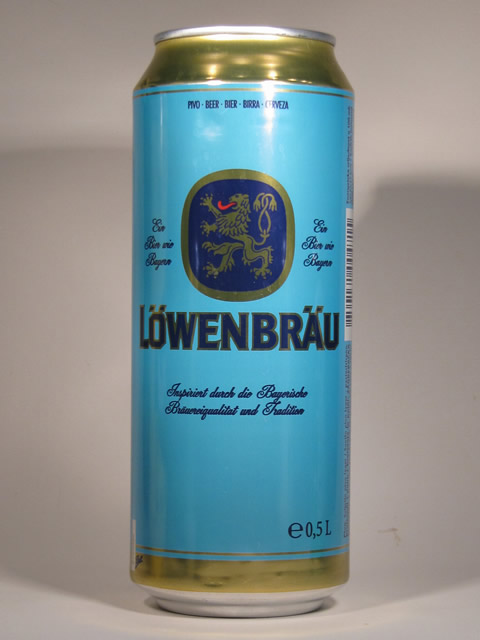 PIVO · BEER · BIER · BIRRA · CERVEZA
Ein
Bier wie
Bayern
Ein
Bier wie
Bayern
LÖWENBRÄU
Inspiriert durch die Bayerische
Bräuereiqualität und Tradition
e 0,5 L